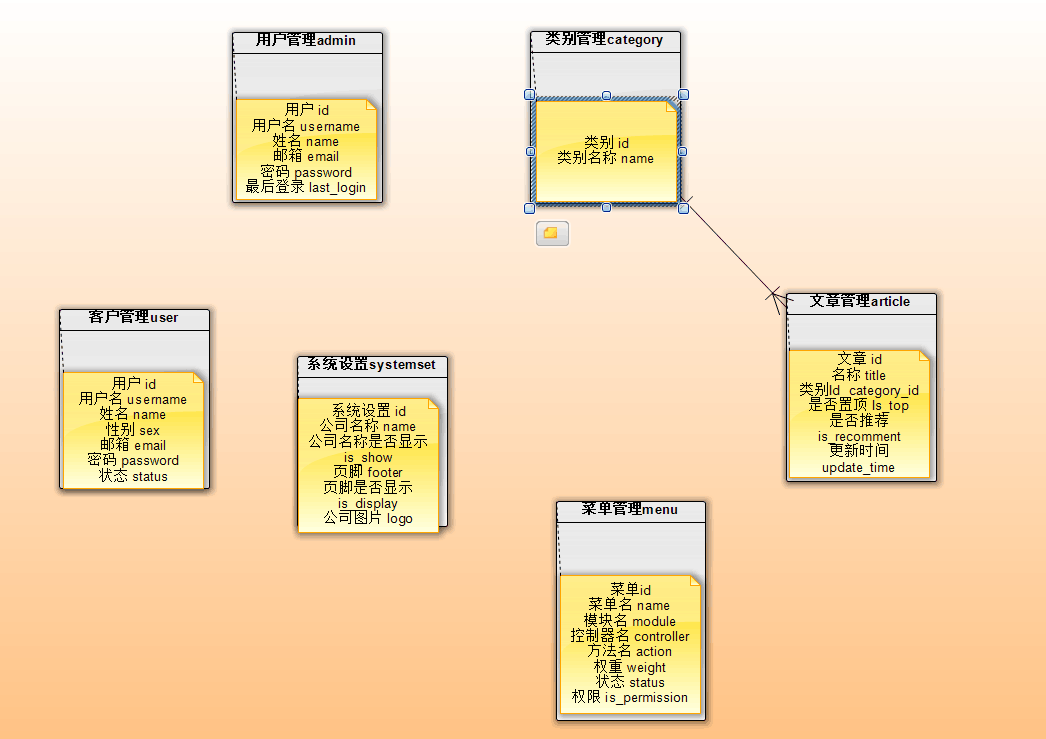 用户管理admin
用户 id
用户名 username
姓名 name
邮箱 email
密码 password
最后登录 last_login
类别管理category
类别 id
类别名称 name
客户管理user
用户 id
用户名 username
姓名 name
性别 sex
邮箱 email
密码 password
状态 status
系统设置systemset
系统设置 id
公司名称 name
公司名称是否显示
is_show
页脚 footer
页脚是否显示
is_display
公司图片 logo
文章管理article
文章 id
名称 title
类别Id category_id
是否置顶 Is_top
是否推荐
is_recomment
更新时间
update_time
菜单管理menu
菜单id
菜单名 name
模块名 module
控制器名 controller
方法名 action
权重 weight
状态 status
权限 is_permission